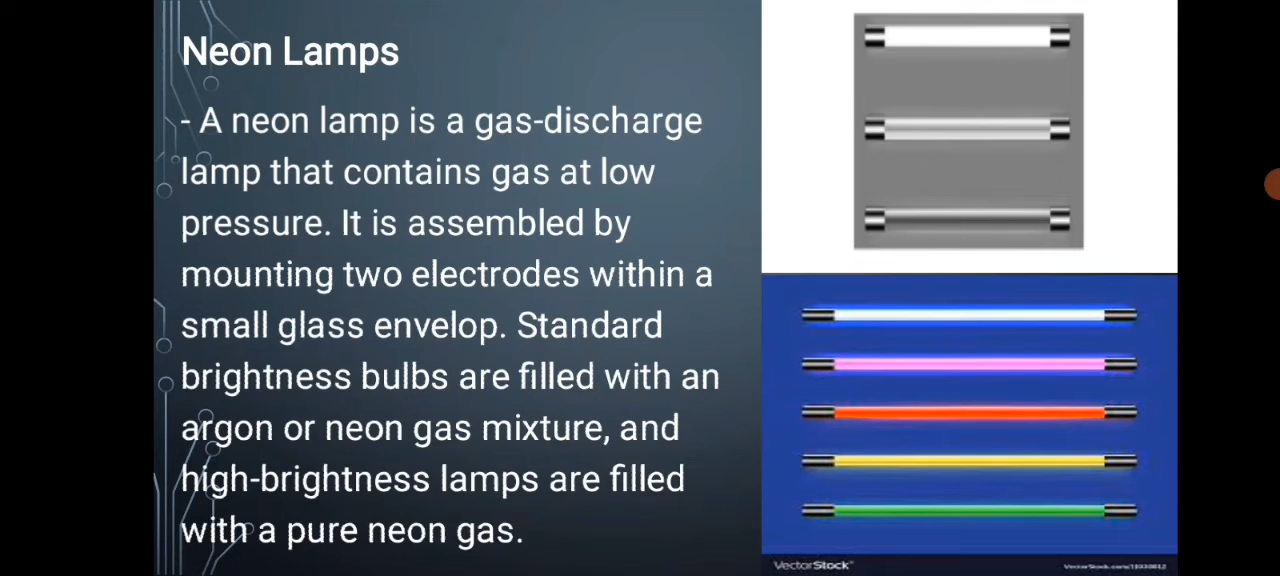 Neon Lamps
- A neon lamp is a gas-discharge
lamp that contains gas at low
pressure. It is assembled by
mounting two electrodes within a
small glass envelop. Standard
brightness bulbs are filled with an
argon or neon gas mixture, and
high-brightness lamps are filled
with a pure neon gas.
VectorStock®